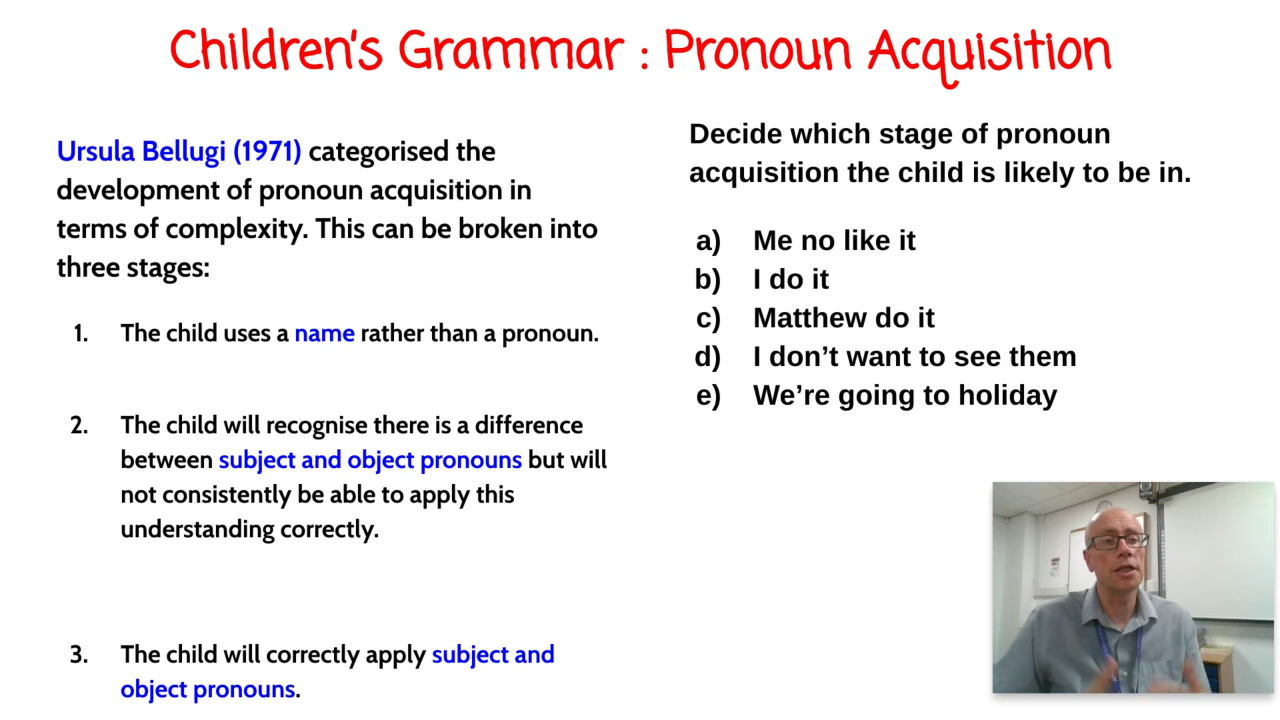 Children's Grammar : Pronoun Acquisition
Ursula Bellugi (1971) categorised the
development of pronoun acquisition in
terms of complexity. This can be broken into
three stages:
1. The child uses a name rather than a pronoun.
2. The child will recognise there is a difference
between subject and object pronouns but will
not consistently be able to apply this
understanding correctly.
3. The child will correctly apply subject and
object pronouns.
Decide which stage of pronoun
acquisition the child is likely to be in.
a) Me no like it
b) I do it
c) Matthew do it
d) I don’t want to see them
e) We’re going to holiday